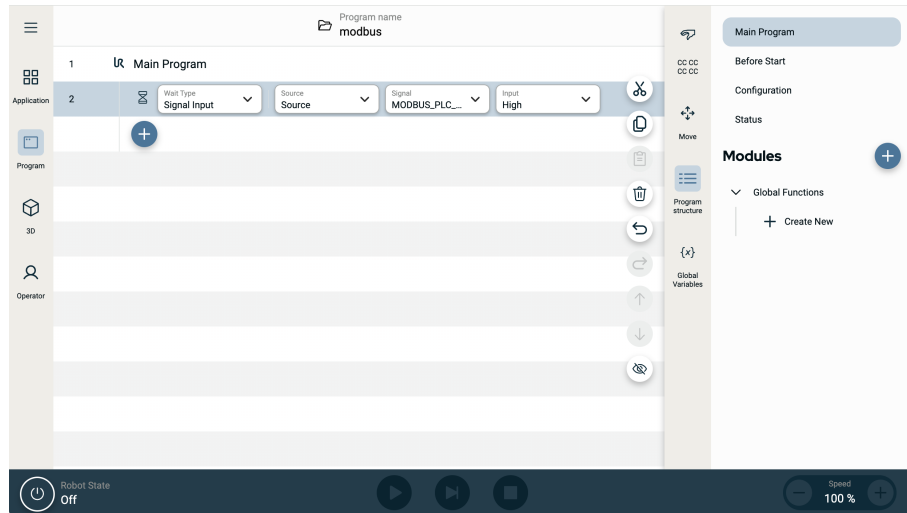 Program name
modbus
Application
Program
3D
Operator
1 Main Program
2 Wait Type Signal Input Source Source Signal MODBUS_PLC_... Input High
CC CC
CC CC
Move
Program
structure
{x}
Global
Variables
Main Program
Before Start
Configuration
Status
Modules
Global Functions
Create New
Robot State
Off
Speed
100 %